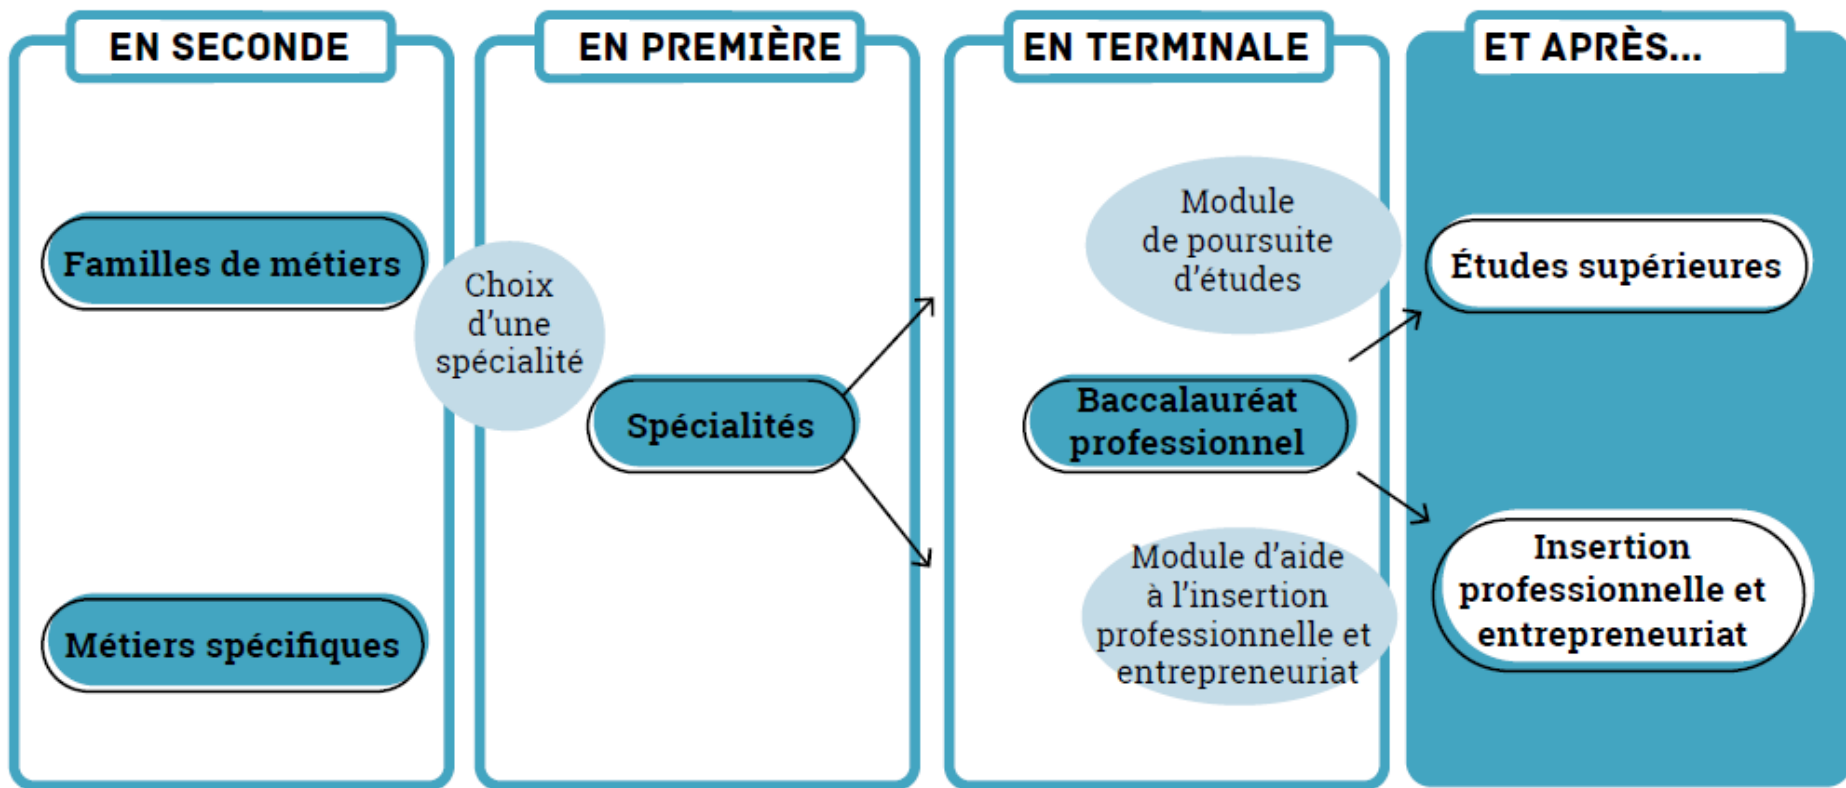 EN SECONDE
Familles de métiers
Métiers spécifiques
Choix
d’une
spécialité
EN PREMIÈRE
Spécialités
EN TERMINALE
Module
de poursuite
d’études
Baccalauréat
professionnel
Module d’aide
à l’insertion
professionnelle et
entrepreneuriat
ET APRÈS...
Études supérieures
Insertion
professionnelle et
entrepreneuriat